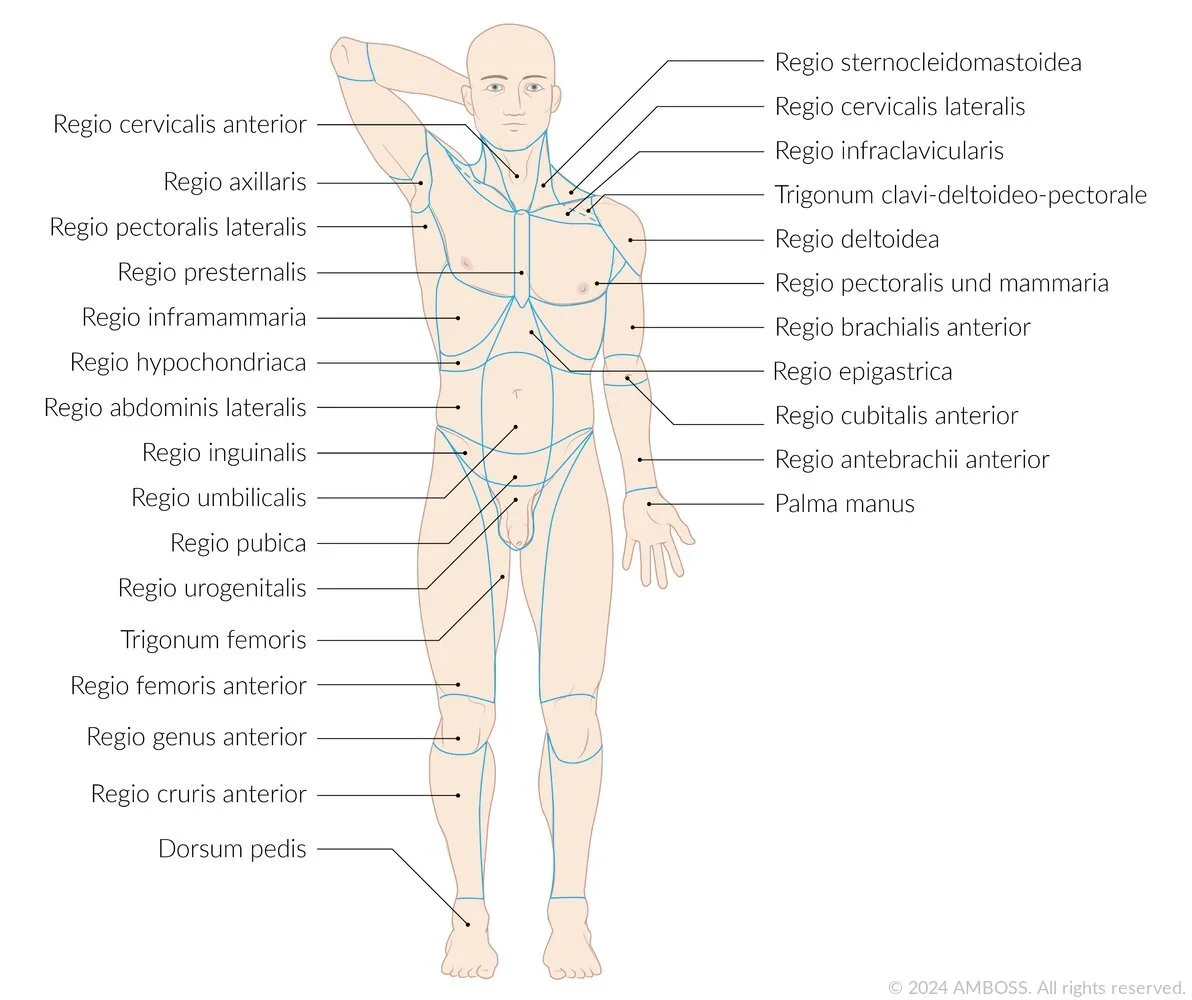 Regio cervicalis anterior
Regio axillaris
Regio pectoralis lateralis
Regio presternalis
Regio inframammaria
Regio hypochondriaca
Regio abdominis lateralis
Regio inguinalis
Regio umbilicalis
Regio pubica
Regio urogenitalis
Trigonum femoris
Regio femoris anterior
Regio genus anterior
Regio cruris anterior
Dorsum pedis
Regio sternocleidomastoidea
Regio cervicalis lateralis
Regio infraclavicularis
Trigonum clavi-deltoideo-pectorale
Regio deltoidea
Regio pectoralis und mammaria
Regio brachialis anterior
Regio epigastrica
Regio cubitalis anterior
Regio antebrachii anterior
Palma manus
© 2024 AMBOSS. All rights reserved.